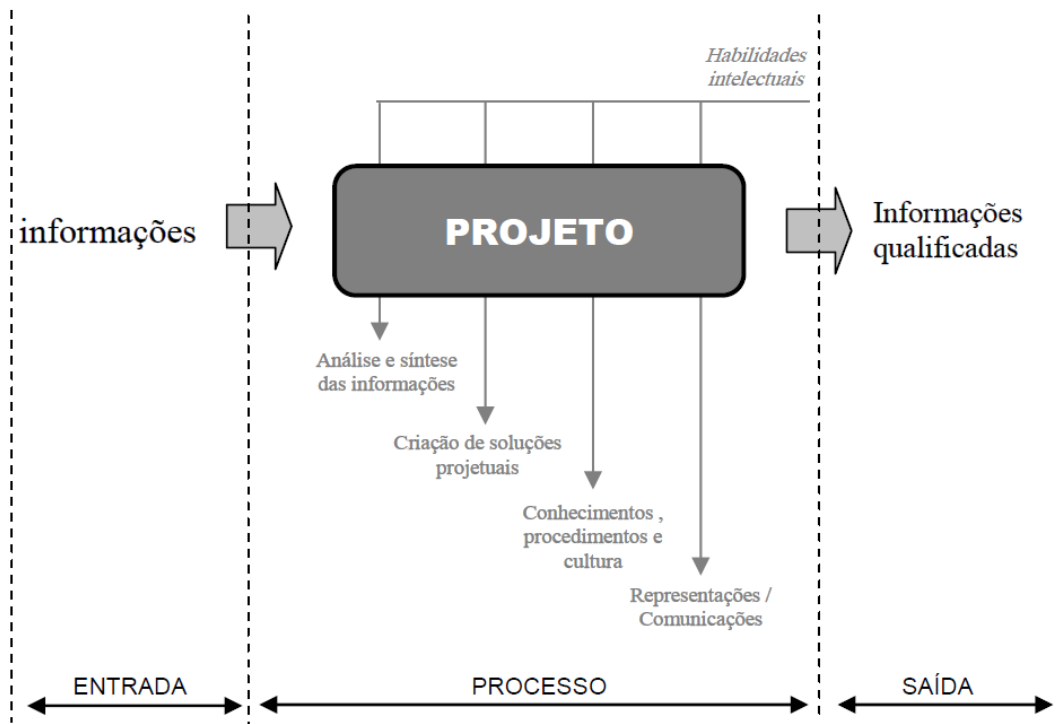 Habilidades
intelectuais
informações
PROJETO
Informações
qualificadas
Análise e síntese
das informações
Criação de soluções
projetuais
Conhecimentos ,
procedimentos e
cultura
Representações /
Comunicações
ENTRADA
PROCESSO
SAÍDA